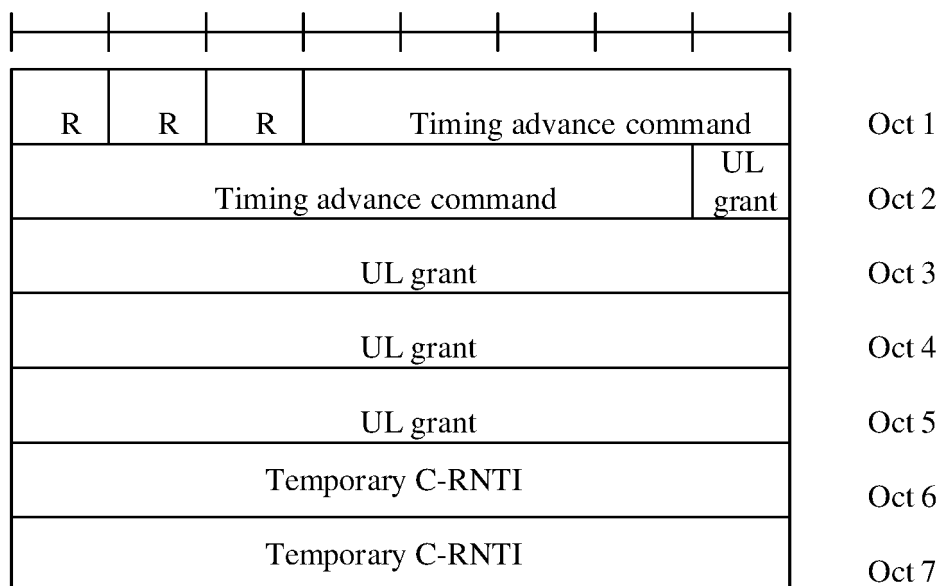 R R R Timing advance command Oct 1
UL
Timing advance command grant Oct 2
UL grant Oct 3
UL grant Oct 4
UL grant Oct 5
Temporary C-RNTI Oct 6
Temporary C-RNTI Oct 7